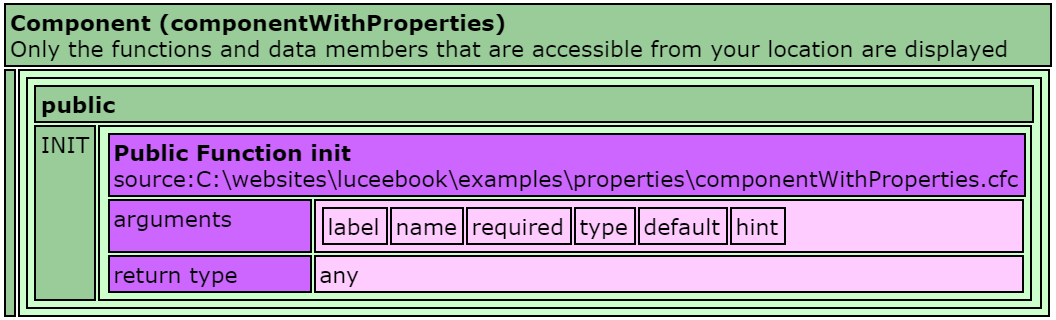 Component (componentWithProperties)
Only the functions and data members that are accessible from your location are displayed
public
INIT
Public Function init
source:C:\websites\luceebook\examples\properties\componentWithProperties.cfc
arguments
label name required type default hint
return type
any